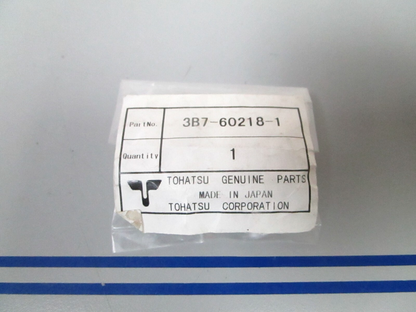 Part No. 3B7-60218-1
Quantity 1
TOHATSU GENUINE PARTS
MADE IN JAPAN
TOHATSU CORPORATION